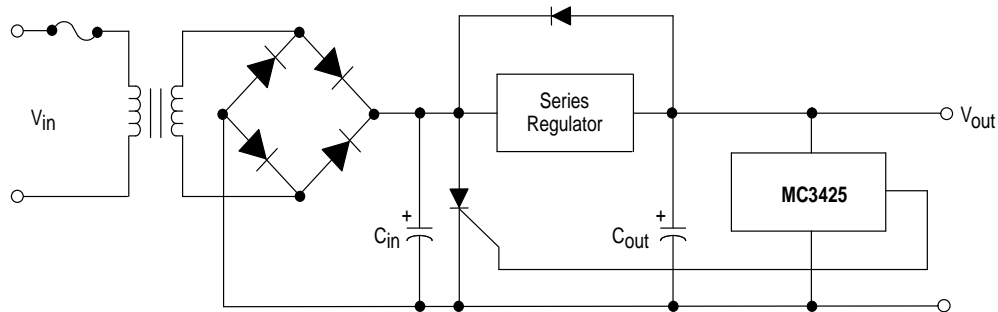 Vin
Series
Regulator
Vout
MC3425
+
Cin
+
Cout